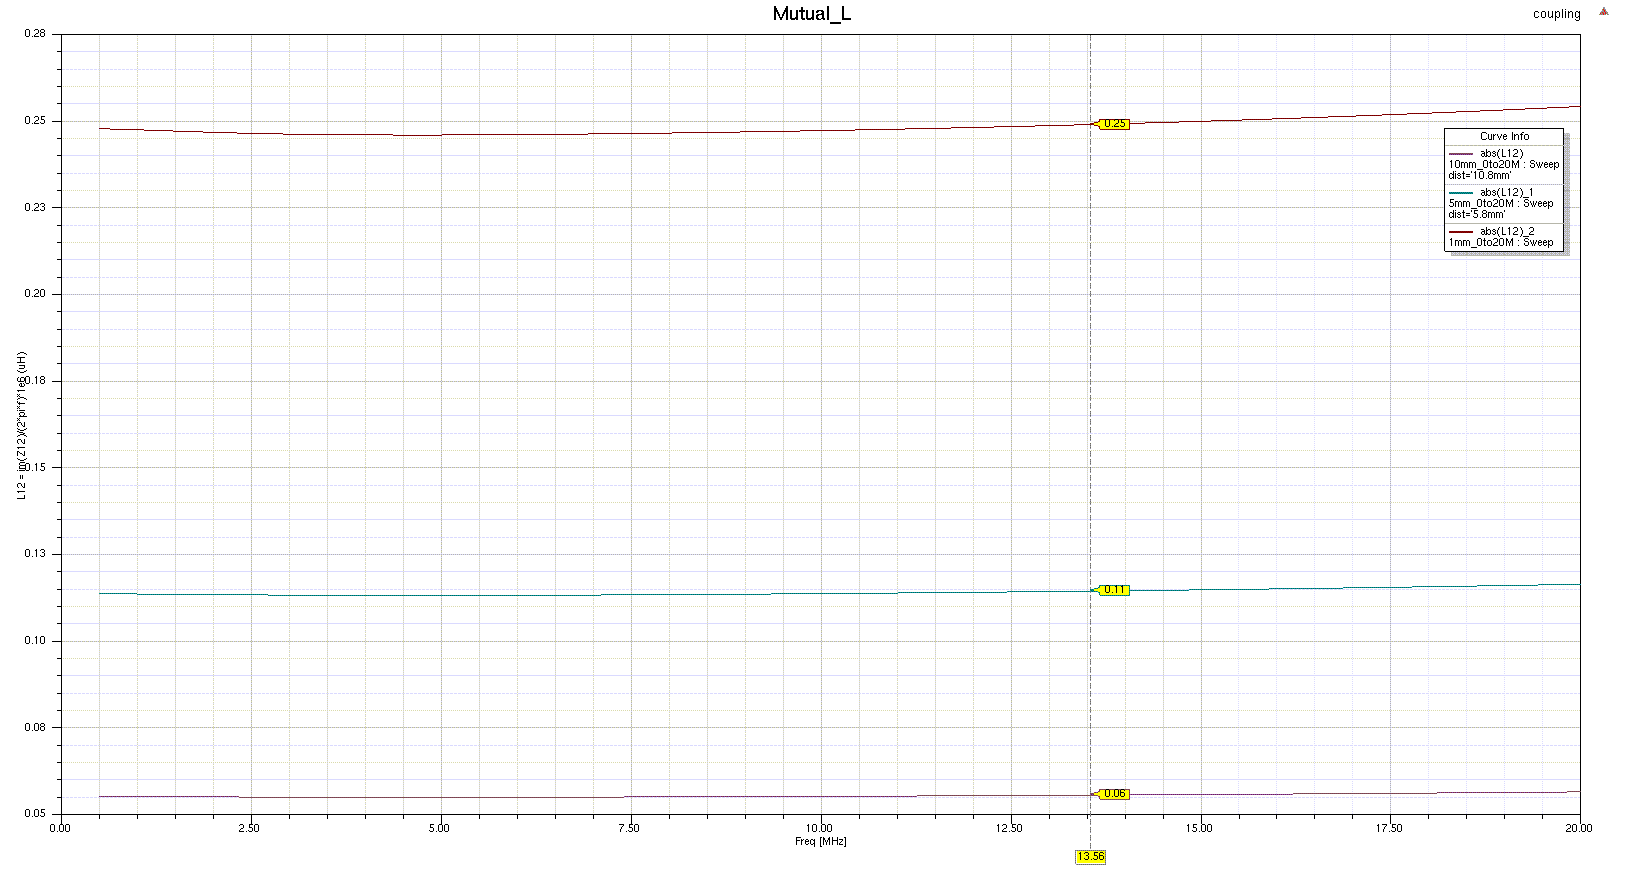 Mutual_L
coupling
0.28
0.25
0.23
0.20
0.18
0.15
0.13
0.10
0.08
0.05
L12 = im(Z12)/(2*pi*f)*1e6 (uH)
0.25
0.11
0.06
Curve Info
abs(L12)
10mm_0to20M : Sweep
dist='10.8mm'
abs(L12)_1
5mm_0to20M : Sweep
dist='5.8mm'
abs(L12)_2
1mm_0to20M : Sweep
0.00 2.50 5.00 7.50 10.00 12.50 15.00 17.50 20.00
Freq [MHz]
13.56